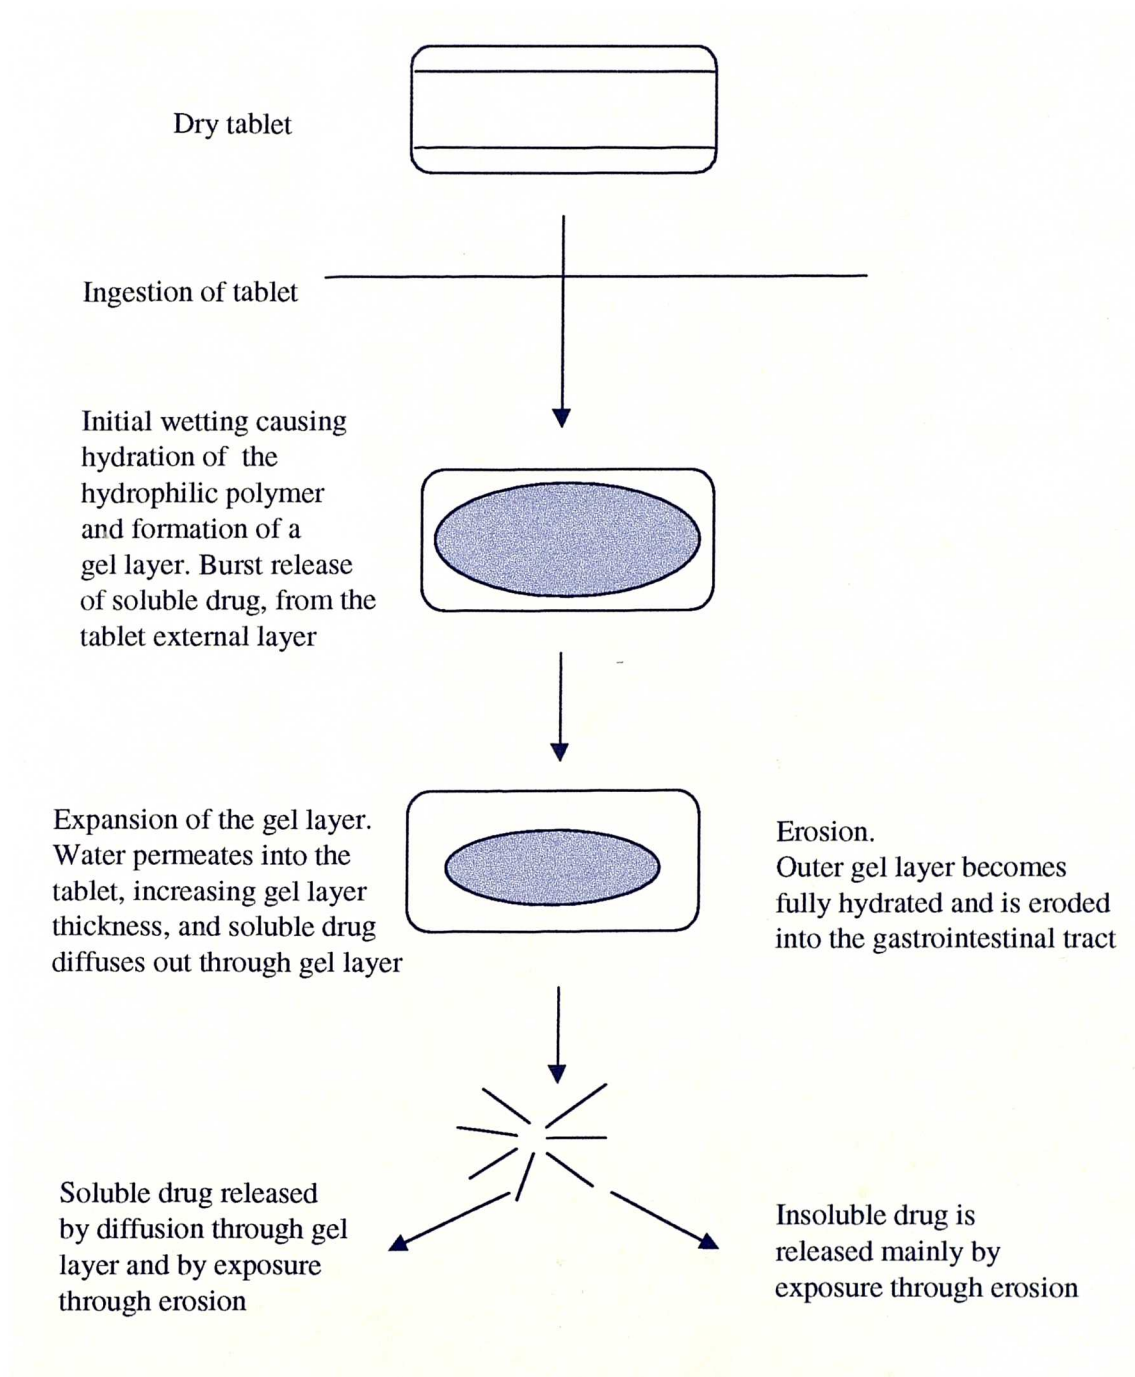 Dry tablet
Ingestion of tablet
Initial wetting causing
hydration of the
hydrophilic polymer
and formation of a
gel layer. Burst release
of soluble drug, from the
tablet external layer
Expansion of the gel layer.
Water permeates into the
tablet, increasing gel layer
thickness, and soluble drug
diffuses out through gel layer
Erosion.
Outer gel layer becomes
fully hydrated and is eroded
into the gastrointestinal tract
Soluble drug released
by diffusion through gel
layer and by exposure
through erosion
Insoluble drug is
released mainly by
exposure through erosion